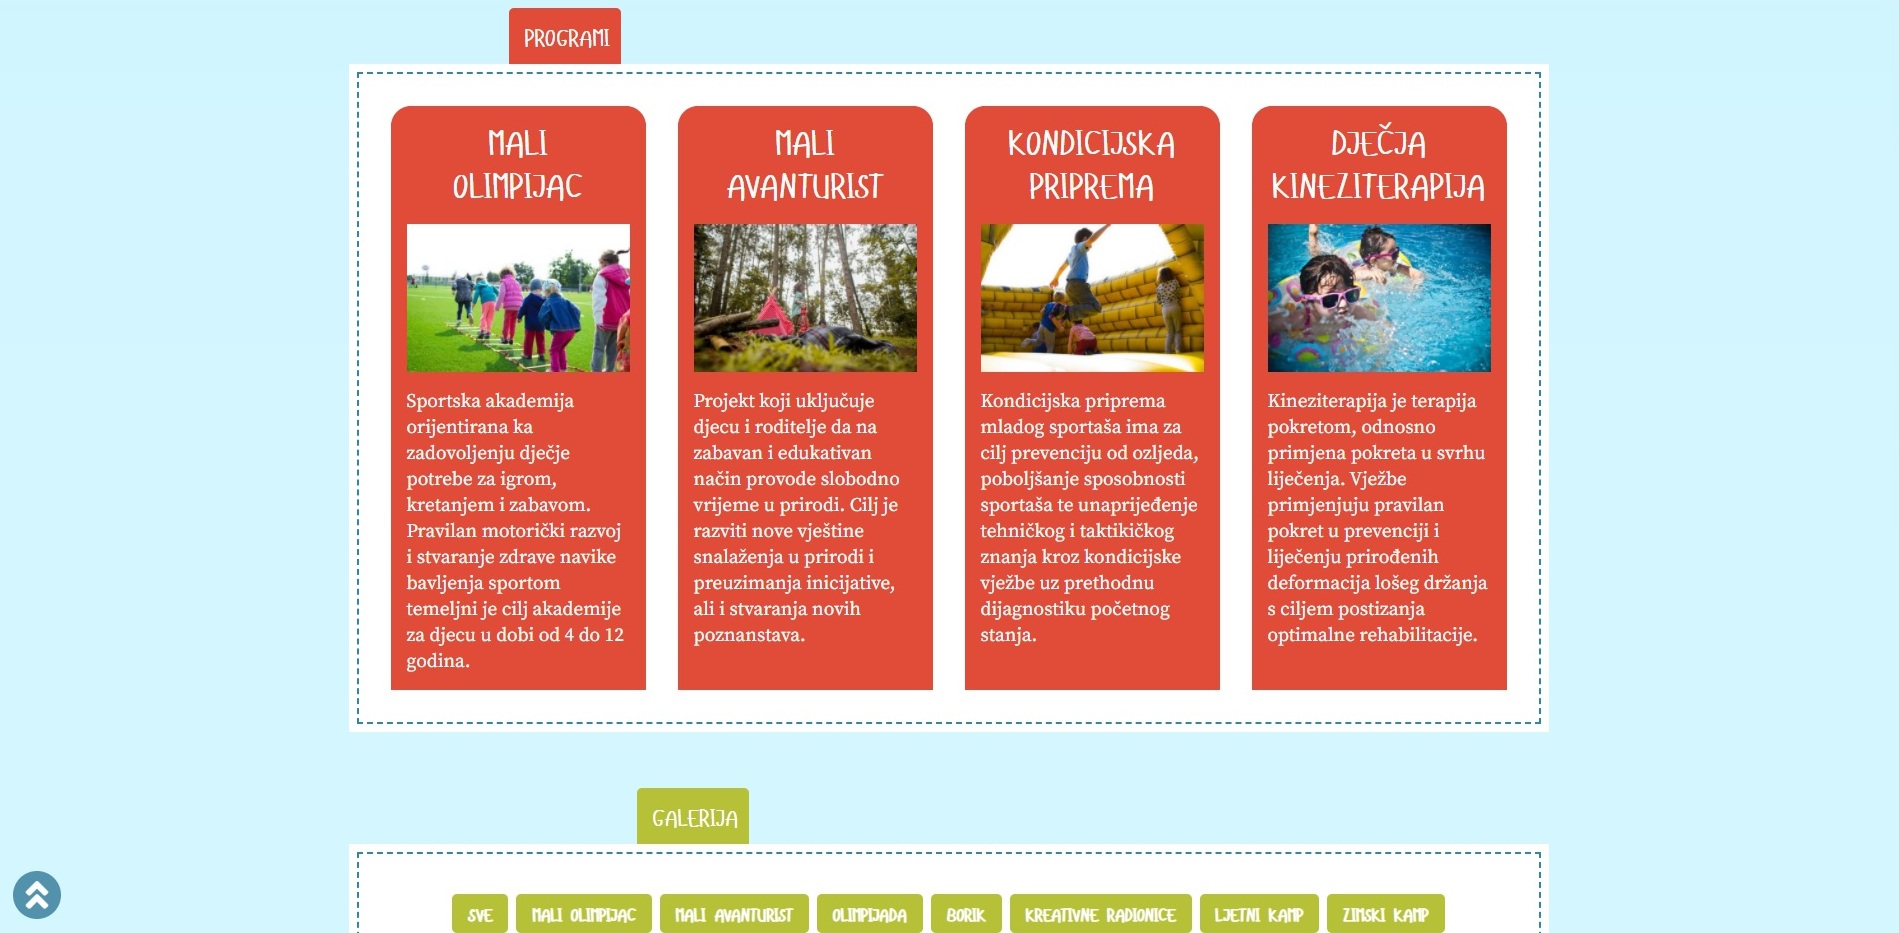 PROGRAMI
MALI
OLIMPIJAC
Sportska akademija
orijentirana ka
zadovoljenju dječje
potrebe za igrom,
kretanjem i zabavom.
Pravilan motorički razvoj
i stvaranje zdrave navike
bavljenja sportom
temeljni je cilj akademije
za djecu u dobi od 4 do 12
godina.
MALI
AVANTURIST
Projekt koji uključuje
djecu i roditelje da na
zabavan i edukativan
način provode slobodno
vrijeme u prirodi. Cilj je
razviti nove vještine
snalaženja u prirodi i
preuzimanja inicijative,
ali i stvaranja novih
poznanstava.
KONDICIJSKA
PRIPREMA
Kondicijska priprema
mladog sportaša ima za
cilj prevenciju od ozljeda,
poboljšanje sposobnosti
sportaša te unaprijeđenje
tehničkog i taktikičkog
znanja kroz kondicijske
vježbe uz prethodnu
dijagnostiku početnog
stanja.
DJEČJA
KINEZITERAPIJA
Kineziterapija je terapija
pokretom, odnosno
primjena pokreta u svrhu
liječenja. Vježbe
primjenjuju pravilan
pokret u prevenciji i
liječenju prirođenih
deformacija lošeg držanja
s ciljem postizanja
optimalne rehabilitacije.
GALERIJA
SVE
MALI OLIMPIJAC
MALI AVANTURIST
OLIMPIJADA
BORIK
KREATIVNE RADIONICE
LJETNI KAMP
ZIMSKI KAMP